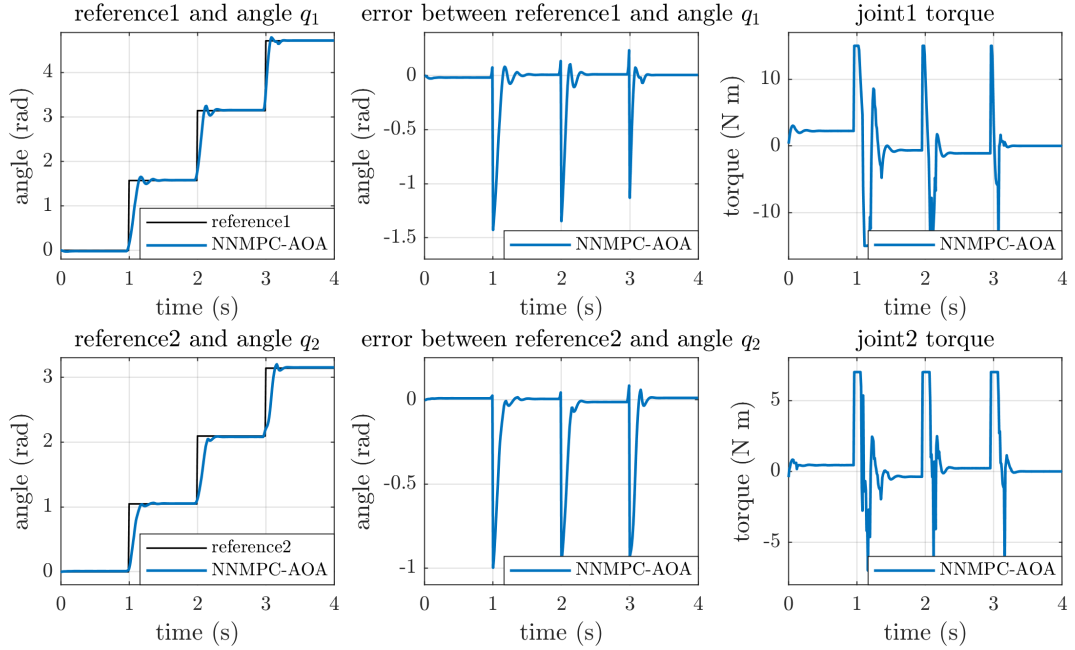 reference1 and angle q₁
4
3
2
1
0
angle (rad)
reference1
NNMPC-AOA
0 1 2 3 4
time (s)
error between reference1 and angle q₁
0
-0.5
-1
-1.5
angle (rad)
NNMPC-AOA
0 1 2 3 4
time (s)
joint1 torque
10
0
-10
torque (N m)
NNMPC-AOA
0 1 2 3 4
time (s)
reference2 and angle q₂
3
2
1
0
angle (rad)
reference2
NNMPC-AOA
0 1 2 3 4
time (s)
error between reference2 and angle q₂
0
-0.5
-1
angle (rad)
NNMPC-AOA
0 1 2 3 4
time (s)
joint2 torque
5
0
-5
torque (N m)
NNMPC-AOA
0 1 2 3 4
time (s)